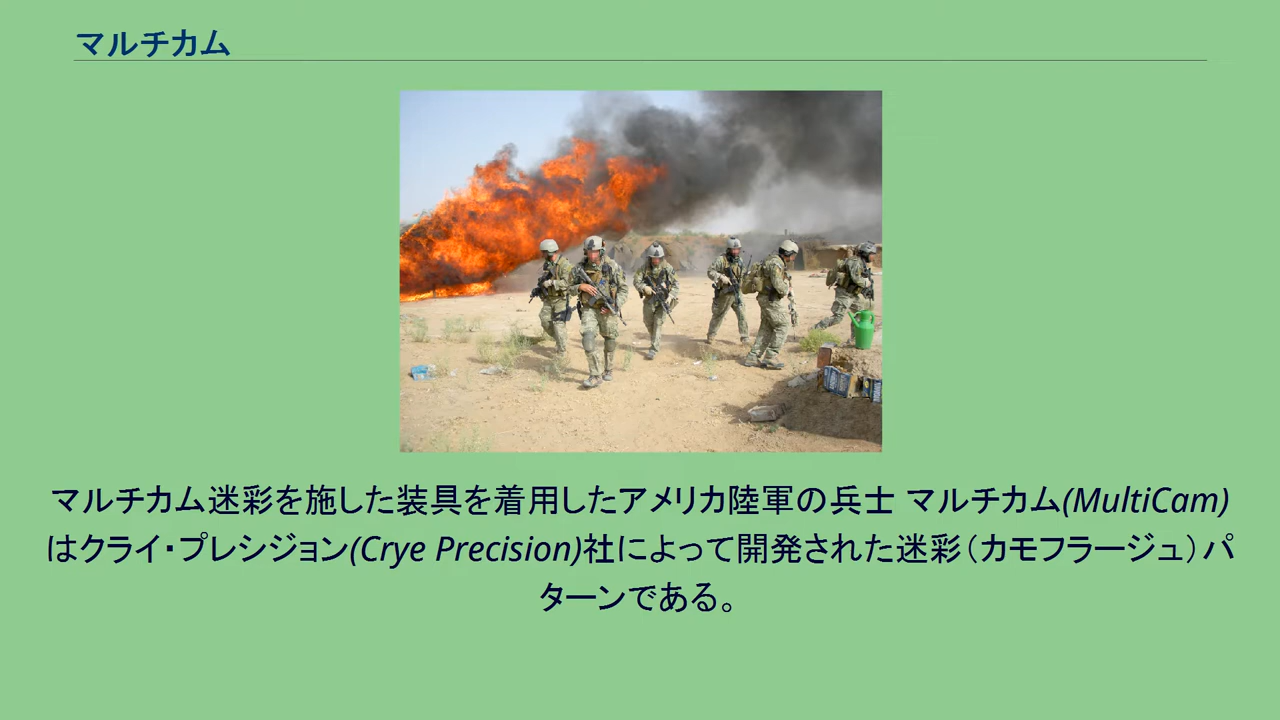 マルチカム
マルチカム迷彩を施した装具を着用したアメリカ陸軍の兵士 マルチカム(MultiCam)
はクライ・プレシジョン(Crye Precision)社によって開発された迷彩（カモフラージュ）パ
ターンである。